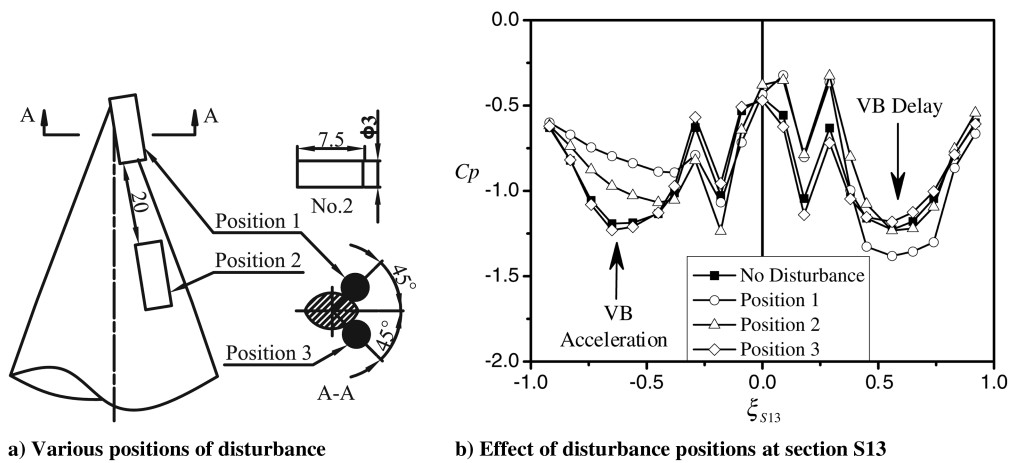 A
A
7.5
Φ3
No.2
20
Position 1
Position 2
Position 3
45°
45°
A-A
a) Various positions of disturbance
0.0
-0.5
-1.0
-1.5
-2.0
Cp
VB Delay
VB
Acceleration
No Disturbance
Position 1
Position 2
Position 3
-1.0
-0.5
0.0
0.5
1.0
ξS13
b) Effect of disturbance positions at section S13